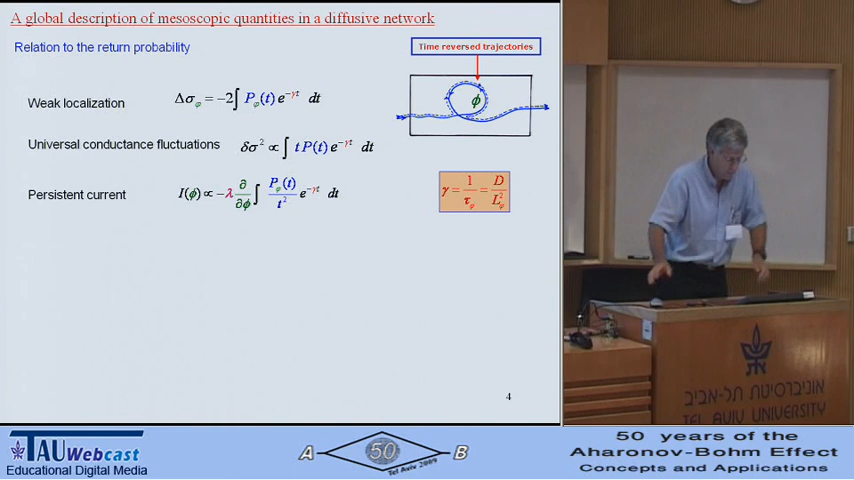 A global description of mesoscopic quantities in a diffusive network
Relation to the return probability
Time reversed trajectories
ϕ
Weak localization
Δσ_φ = −2∫ P_φ(t) e^{−γt} dt
Universal conductance fluctuations
δσ² ∝ ∫ t P(t) e^{−γt} dt
Persistent current
I(ϕ) ∝ −λ ∂/∂ϕ ∫ P_φ(t)/t² e^{−γt} dt
γ = 1/τ_φ = D/L_φ²
4
אוניברסיטת תל-אביב
TEL AVIV UNIVERSITY
TAU Webcast
Educational Digital Media
A 50 B
Tel Aviv 2009
50 years of the
Aharonov-Bohm Effect
Concepts and Applications